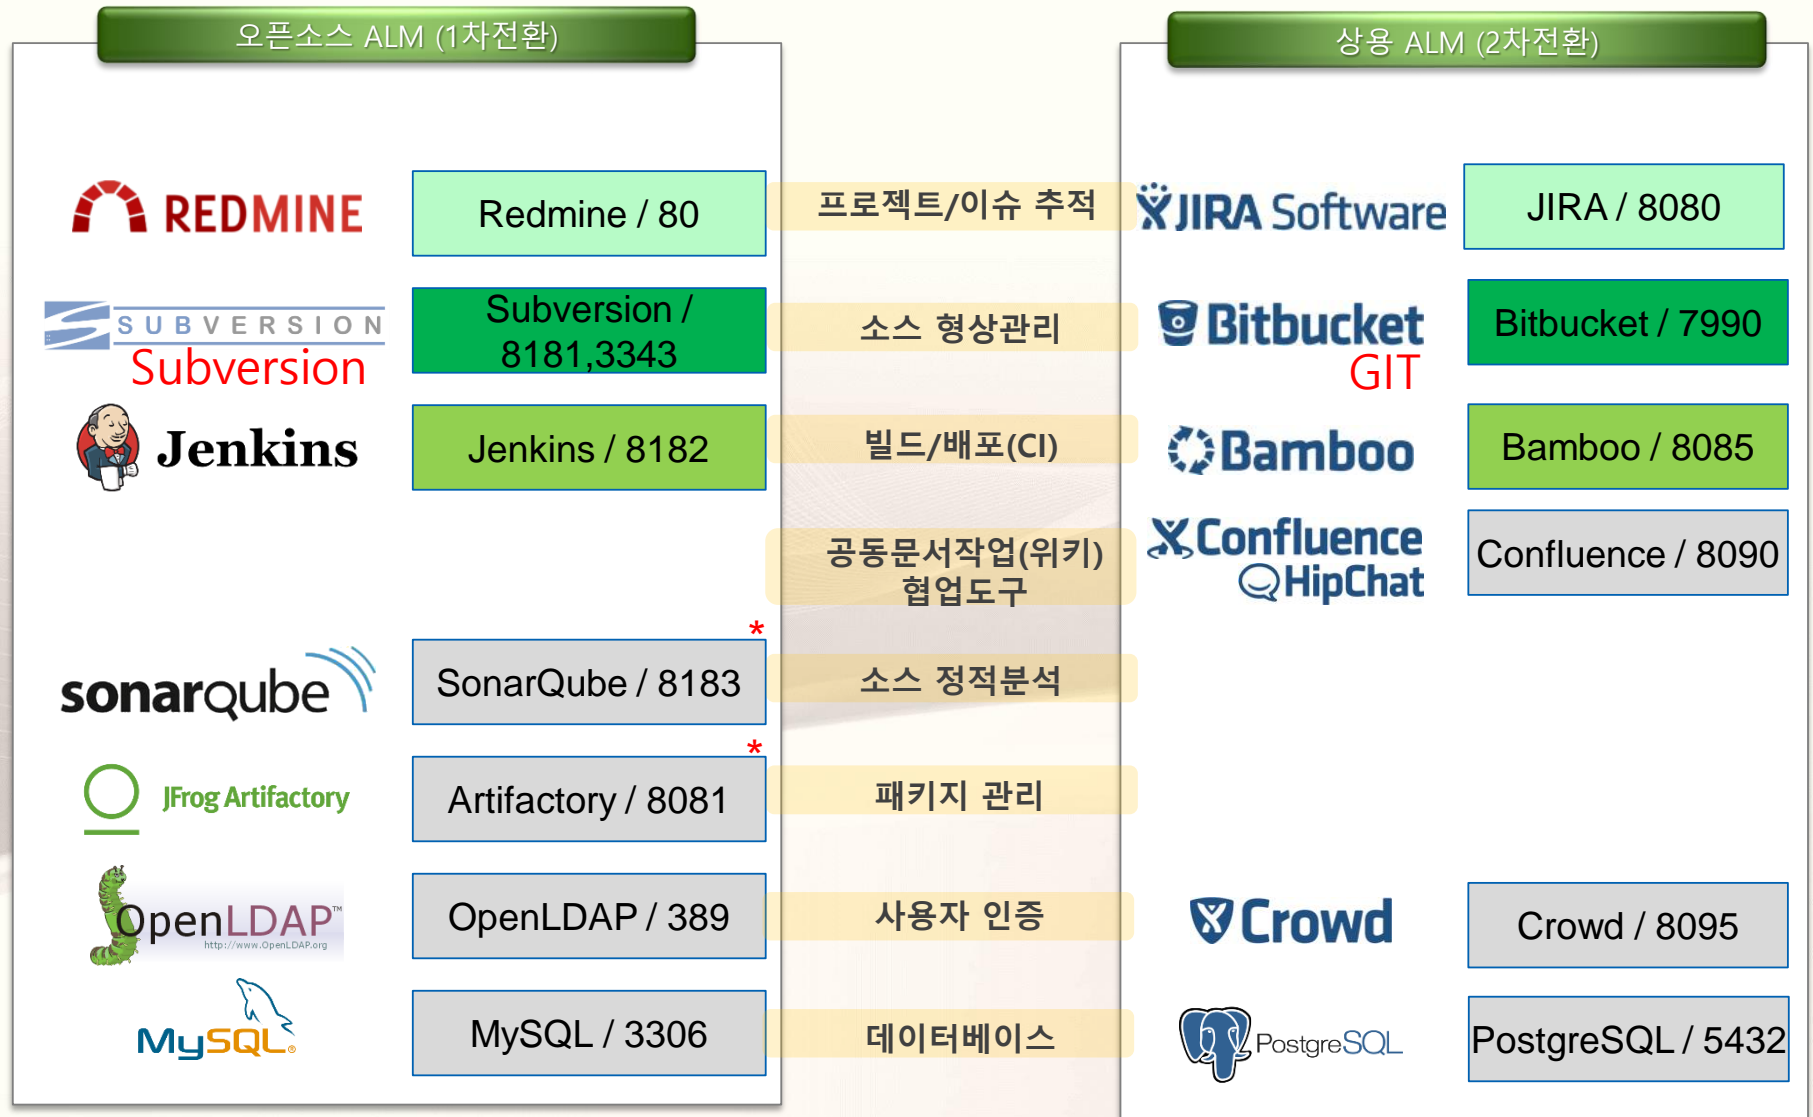 오픈소스 ALM (1차전환)
상용 ALM (2차전환)
REDMINE
Redmine / 80
프로젝트/이슈 추적
JIRA Software
JIRA / 8080
SUBVERSION
Subversion
Subversion /
8181,3343
소스 형상관리
Bitbucket
GIT
Bitbucket / 7990
Jenkins
Jenkins / 8182
빌드/배포(CI)
Bamboo
Bamboo / 8085
공동문서작업(위키)
협업도구
Confluence
HipChat
Confluence / 8090
sonarqube
*
SonarQube / 8183
소스 정적분석
JFrog Artifactory
*
Artifactory / 8081
패키지 관리
OpenLDAP™
http://www.OpenLDAP.org
OpenLDAP / 389
사용자 인증
Crowd
Crowd / 8095
MySQL®
MySQL / 3306
데이터베이스
PostgreSQL
PostgreSQL / 5432